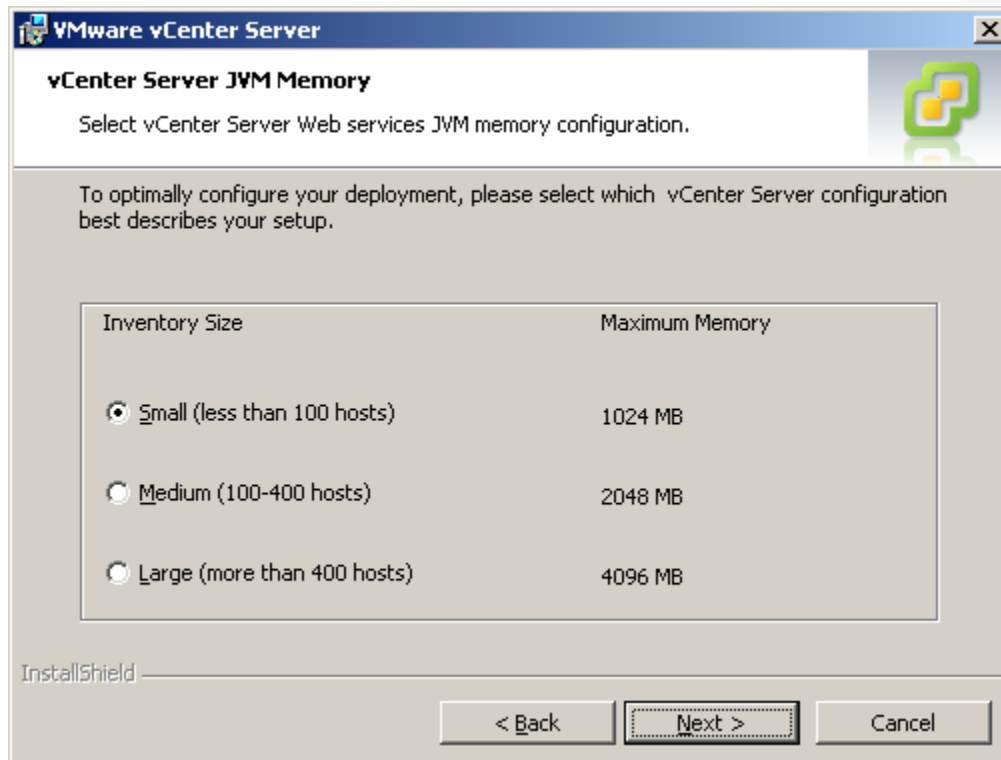 VMware vCenter Server
vCenter Server JVM Memory
Select vCenter Server Web services JVM memory configuration.
To optimally configure your deployment, please select which vCenter Server configuration
best describes your setup.
Inventory Size Maximum Memory
Small (less than 100 hosts) 1024 MB
Medium (100-400 hosts) 2048 MB
Large (more than 400 hosts) 4096 MB
InstallShield
< Back Next > Cancel